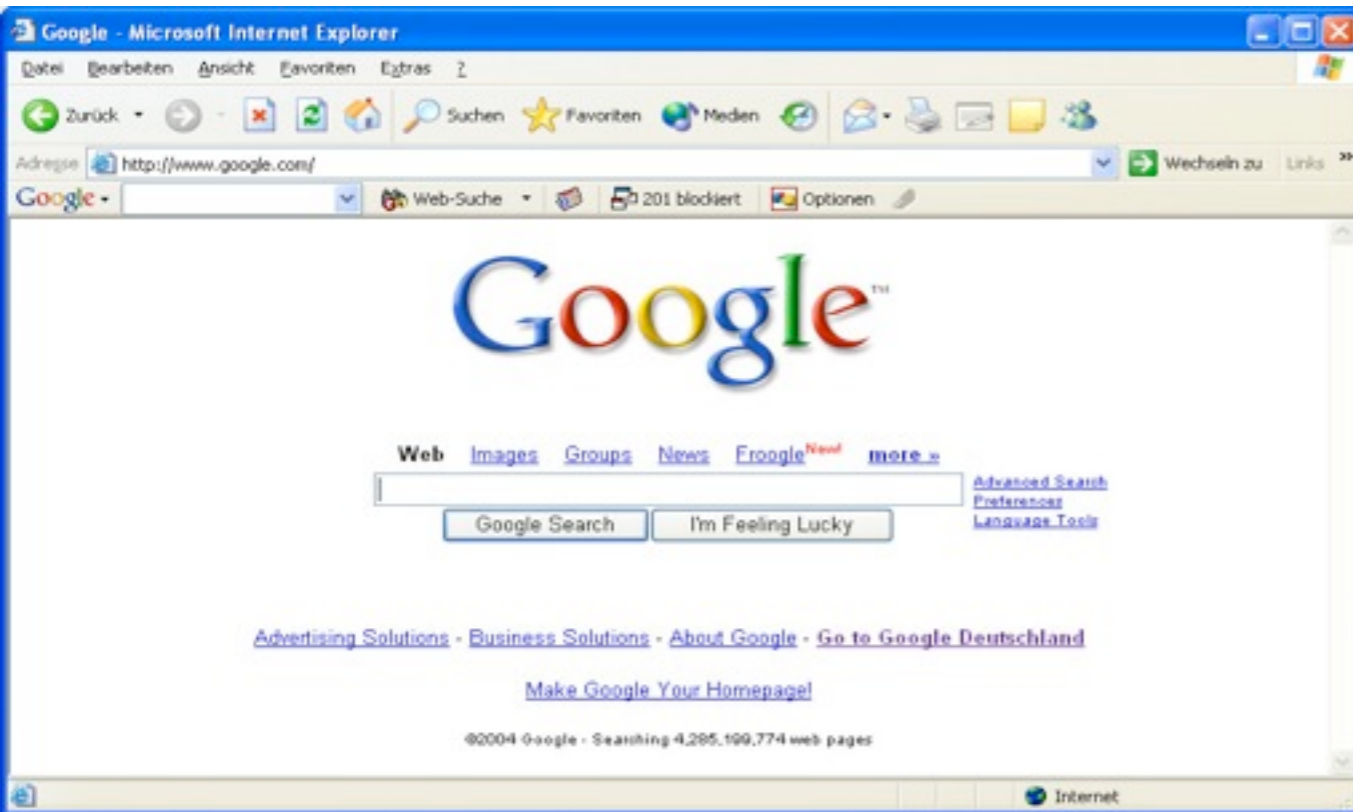 Google - Microsoft Internet Explorer
Datei Bearbeiten Ansicht Favoriten Extras ?
Zurück Suchen Favoriten Medien
Adresse http://www.google.com/ Wechseln zu Links »
Google Web-Suche 201 blockiert Optionen
Google™
Web Images Groups News Froogle New! more »
Advanced Search
Preferences
Language Tools
Google Search I'm Feeling Lucky
Advertising Solutions - Business Solutions - About Google - Go to Google Deutschland
Make Google Your Homepage!
©2004 Google - Searching 4,285,199,774 web pages
Internet